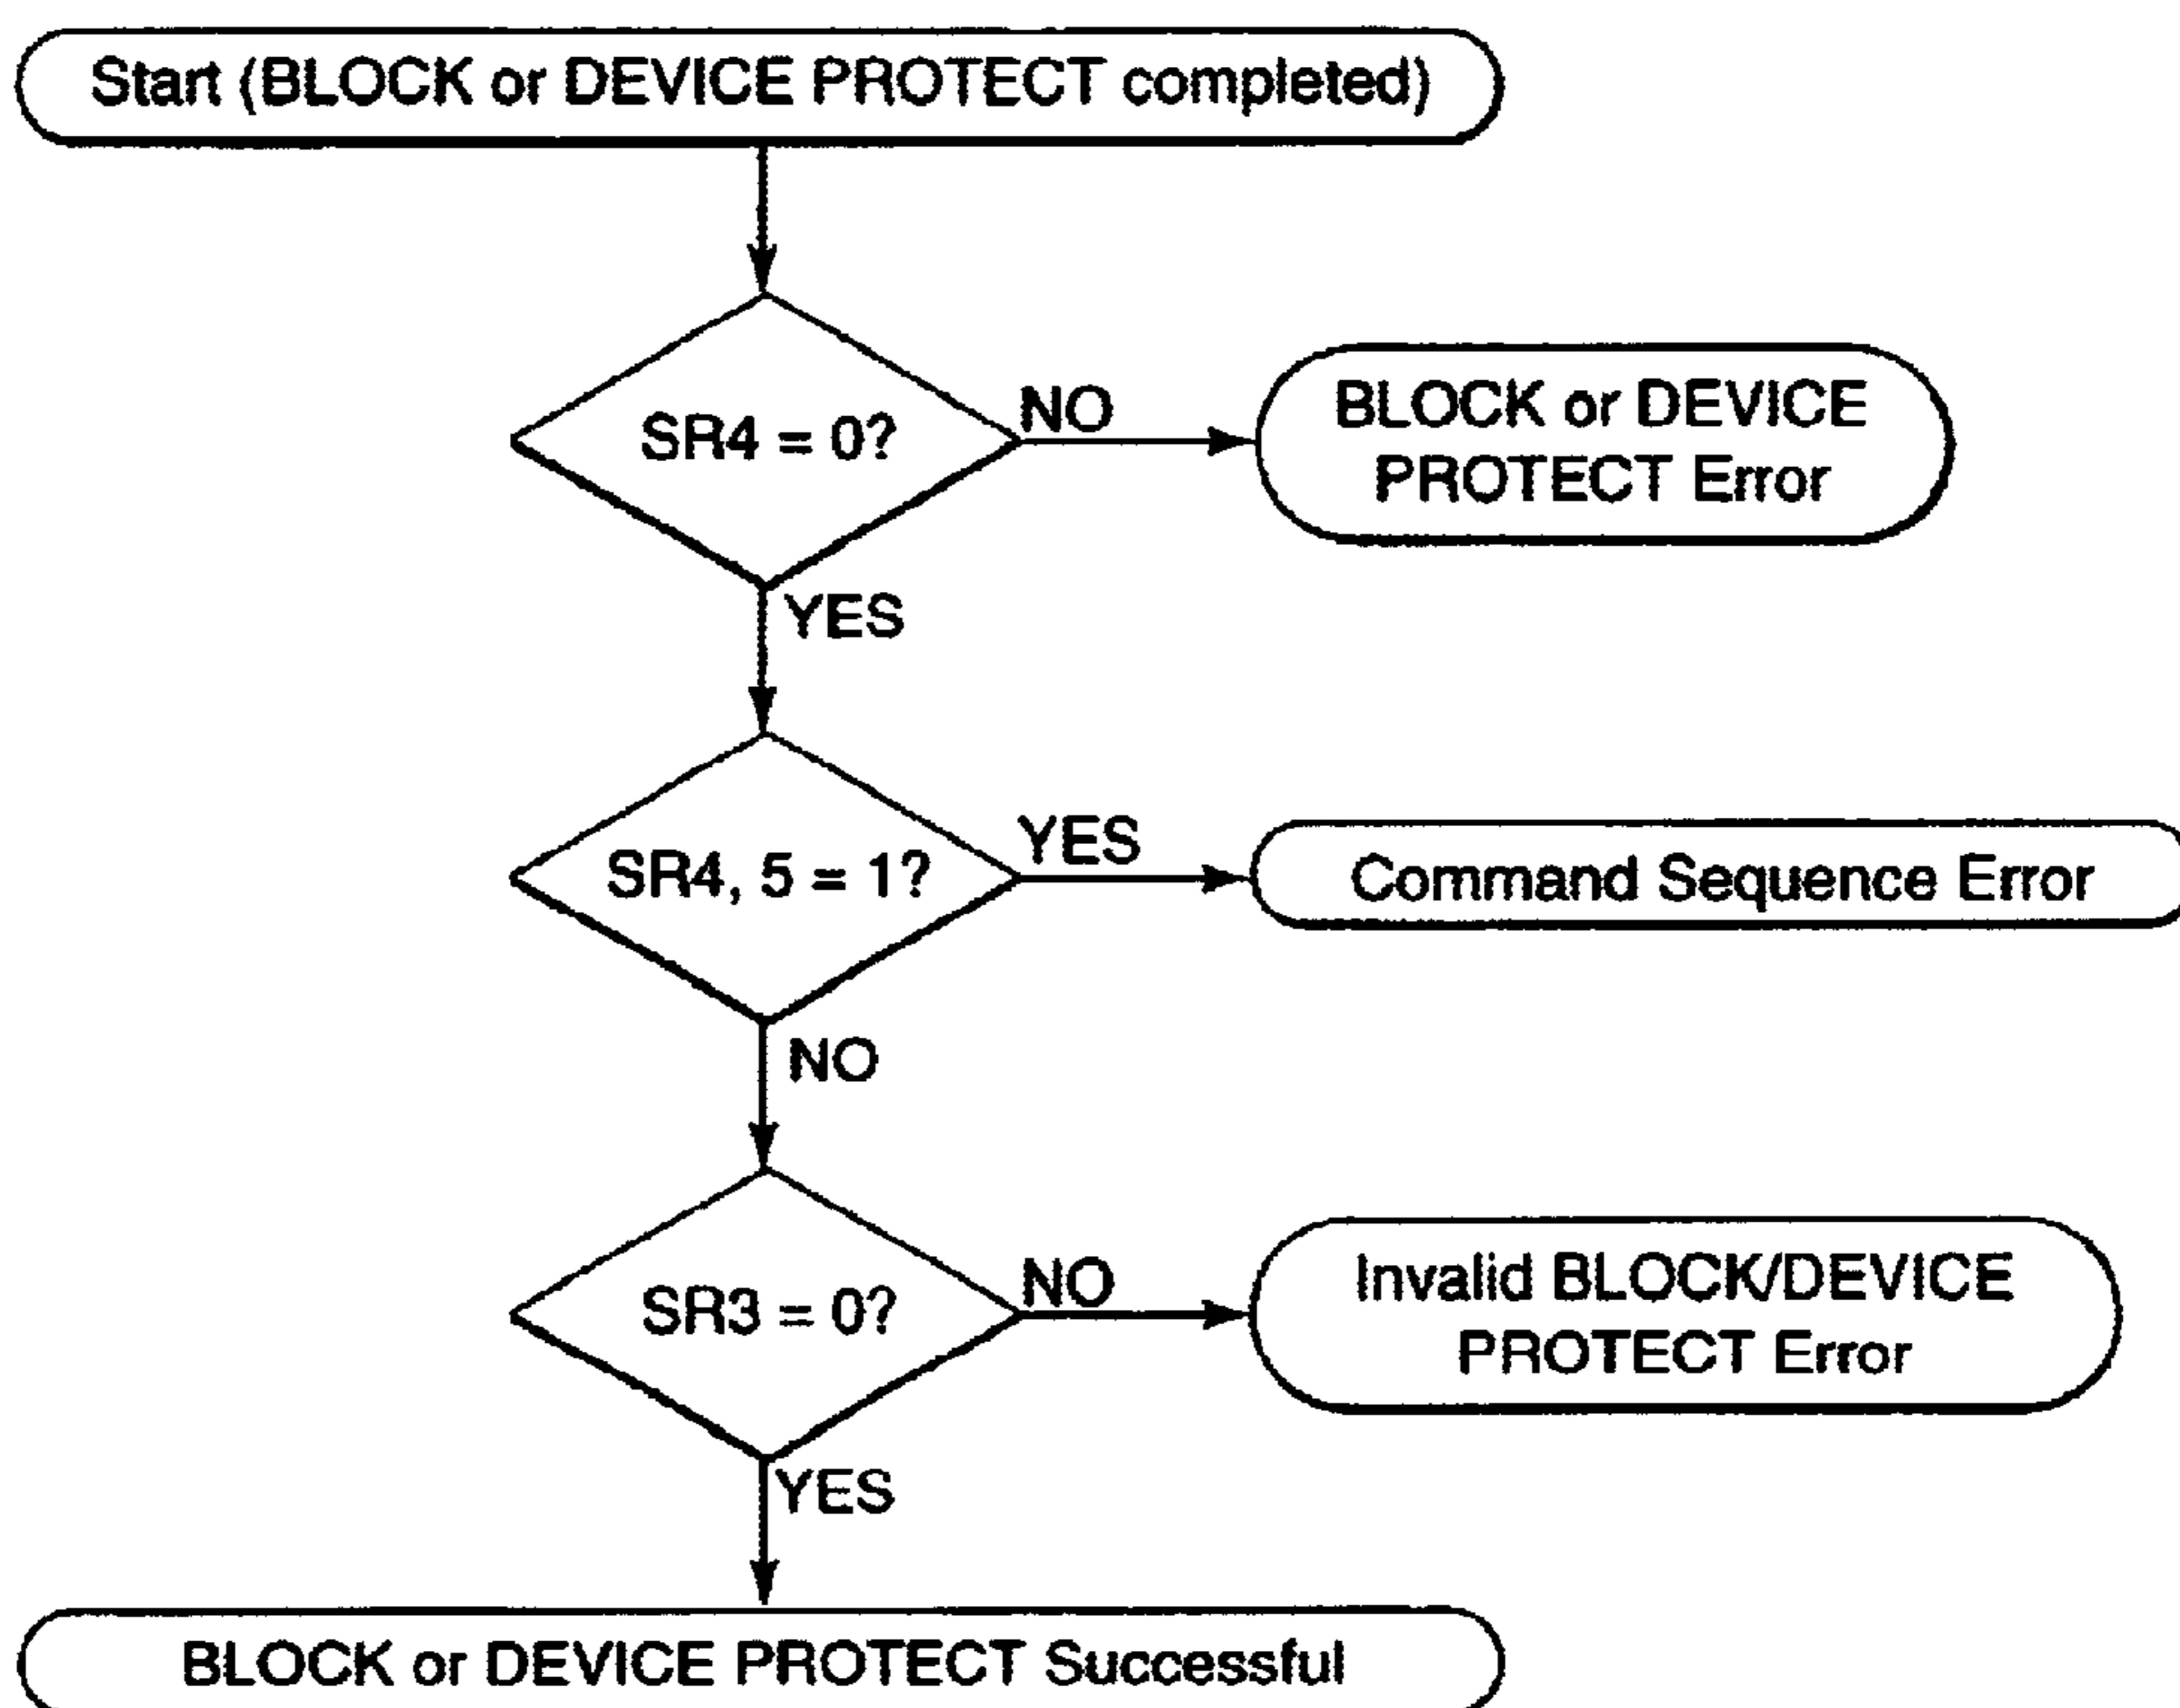 Start (BLOCK or DEVICE PROTECT completed)
SR4 = 0?
NO
BLOCK or DEVICE
PROTECT Error
YES
SR4, 5 = 1?
YES
Command Sequence Error
NO
SR3 = 0?
NO
Invalid BLOCK/DEVICE
PROTECT Error
YES
BLOCK or DEVICE PROTECT Successful